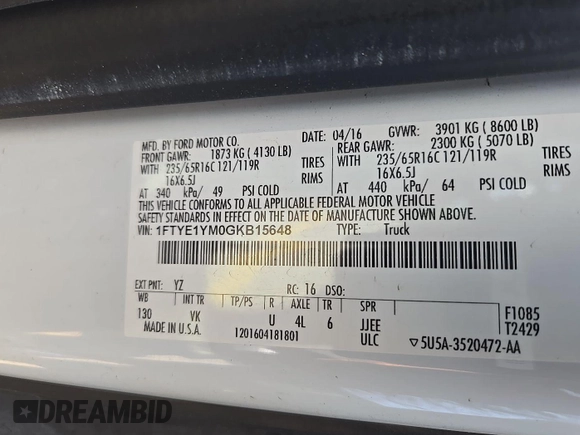 MFD. BY FORD MOTOR CO.
DATE: 04/16 GVWR: 3901 KG ( 8600 LB)
FRONT GAWR: 1873 KG ( 4130 LB)
REAR GAWR: 2300 KG ( 5070 LB)
WITH 235/65R16C 121/119R TIRES
WITH 235/65R16C 121/119R TIRES
16X6.5J RIMS
16X6.5J RIMS
AT 340 kPa/ 49 PSI COLD
AT 440 kPa/ 64 PSI COLD
THIS VEHICLE CONFORMS TO ALL APPLICABLE FEDERAL MOTOR VEHICLE
SAFETY STANDARDS IN EFFECT ON THE DATE OF MANUFACTURE SHOWN ABOVE.
VIN: 1FTYE1YM0GKB15648 TYPE: Truck
EXT PNT: YZ RC: 16 DSO:
WB INT TR TP/PS R AXLE TR SPR F1085
130 VK U 4L 6 JJEE T2429
MADE IN U.S.A. 1201604181801 ULC ▽5U5A-3520472-AA
DREAMBID